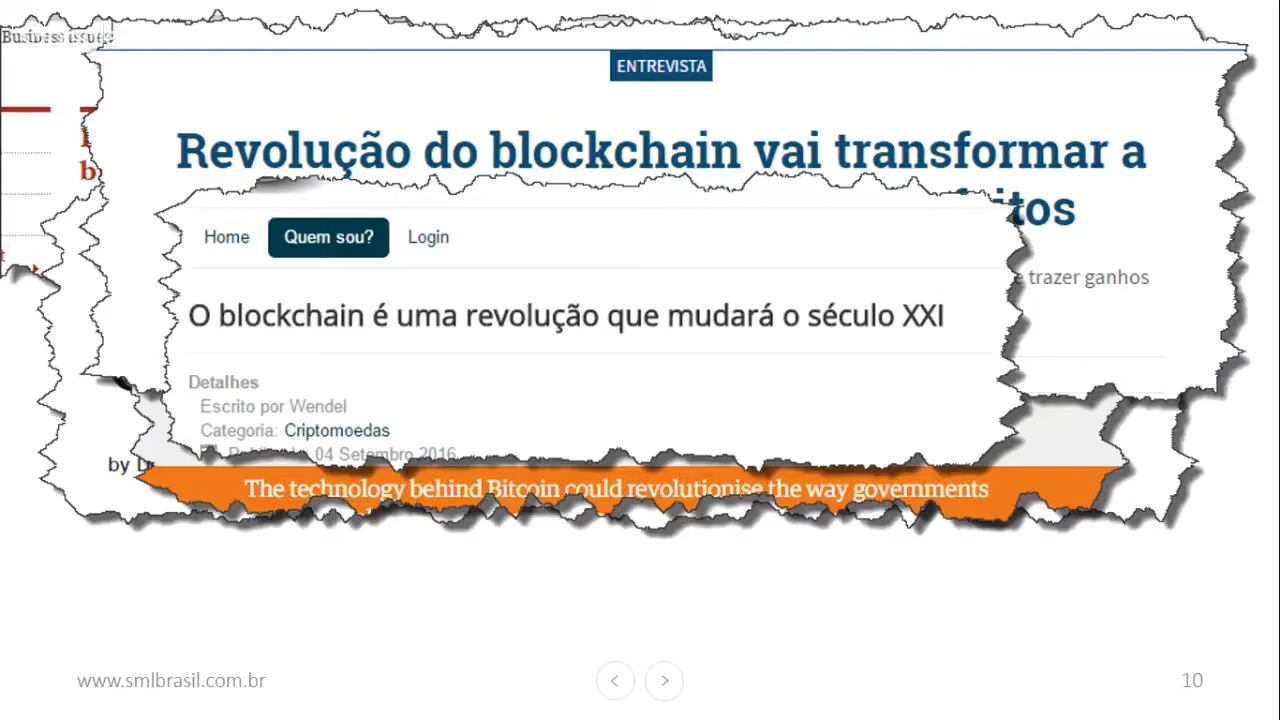 Business issues
ENTREVISTA
Revolução do blockchain vai transformar a
itos
e trazer ganhos
Home Quem sou? Login
O blockchain é uma revolução que mudará o século XXI
Detalhes
Escrito por Wendel
Categoria: Criptomoedas
04 Setembro 2016
by
The technology behind Bitcoin could revolutionise the way governments
www.smlbrasil.com.br
< >
10